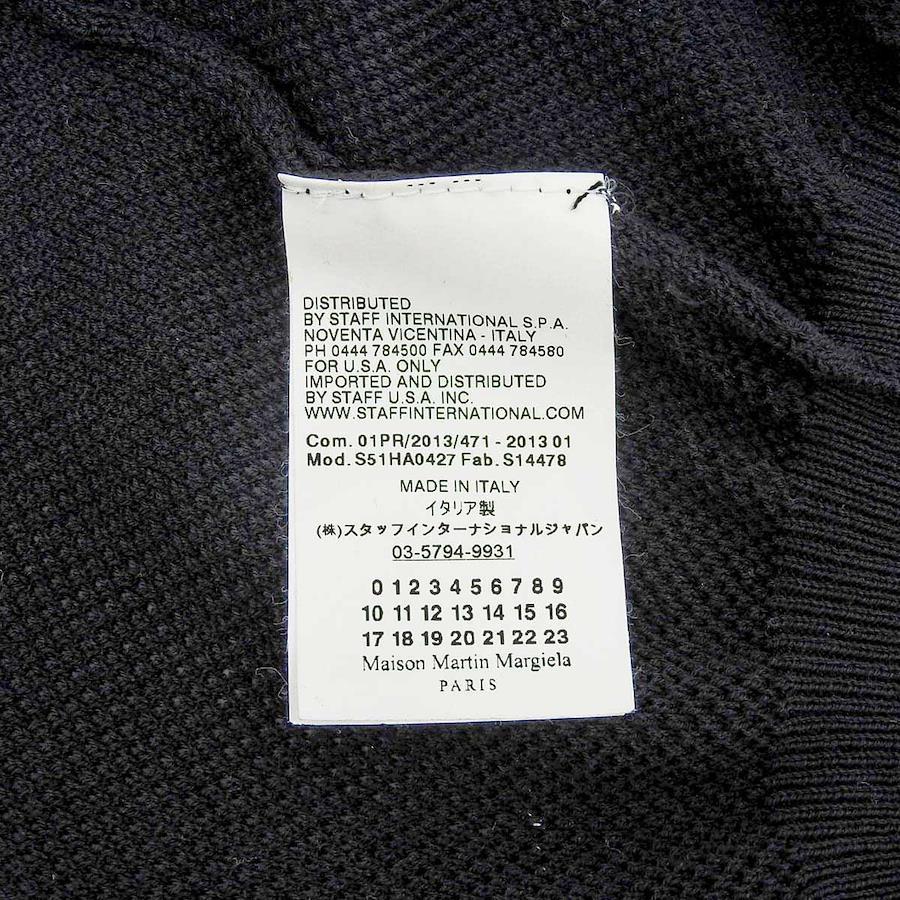 DISTRIBUTED
BY STAFF INTERNATIONAL S.P.A.
NOVENTA VICENTINA - ITALY
PH 0444 784500 FAX 0444 784580
FOR U.S.A. ONLY
IMPORTED AND DISTRIBUTED
BY STAFF U.S.A. INC.
WWW.STAFFINTERNATIONAL.COM
Com. 01PR/2013/471 - 2013 01
Mod. S51HA0427 Fab. S14478
MADE IN ITALY
イタリア製
(株)スタッフインターナショナルジャパン
03-5794-9931
0 1 2 3 4 5 6 7 8 9
10 11 12 13 14 15 16
17 18 19 20 21 22 23
Maison Martin Margiela
PARIS